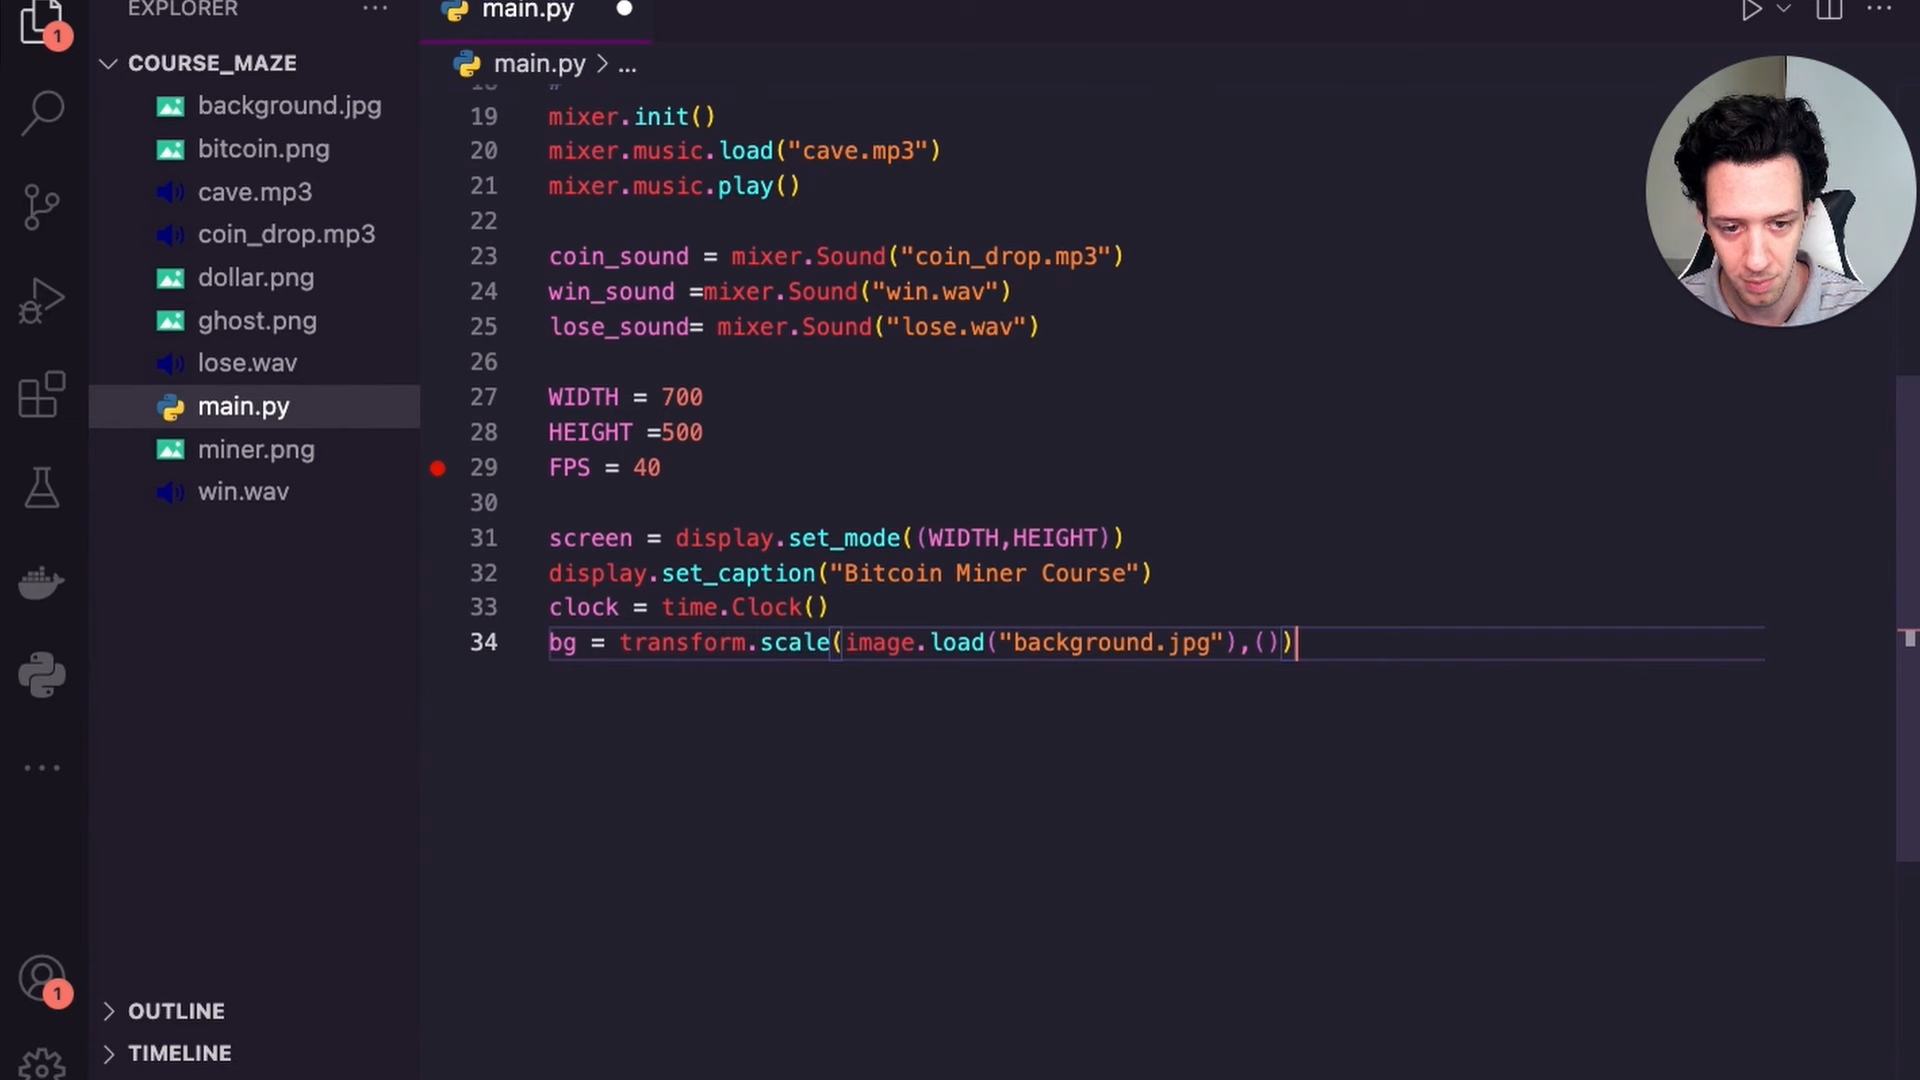 EXPLORER
COURSE_MAZE
background.jpg
bitcoin.png
cave.mp3
coin_drop.mp3
dollar.png
ghost.png
lose.wav
main.py
miner.png
win.wav
OUTLINE
TIMELINE
1
1
main.py
main.py > ...
18 #
19 mixer.init()
20 mixer.music.load("cave.mp3")
21 mixer.music.play()
22
23 coin_sound = mixer.Sound("coin_drop.mp3")
24 win_sound =mixer.Sound("win.wav")
25 lose_sound= mixer.Sound("lose.wav")
26
27 WIDTH = 700
28 HEIGHT =500
29 FPS = 40
30
31 screen = display.set_mode((WIDTH,HEIGHT))
32 display.set_caption("Bitcoin Miner Course")
33 clock = time.Clock()
34 bg = transform.scale(image.load("background.jpg"),())